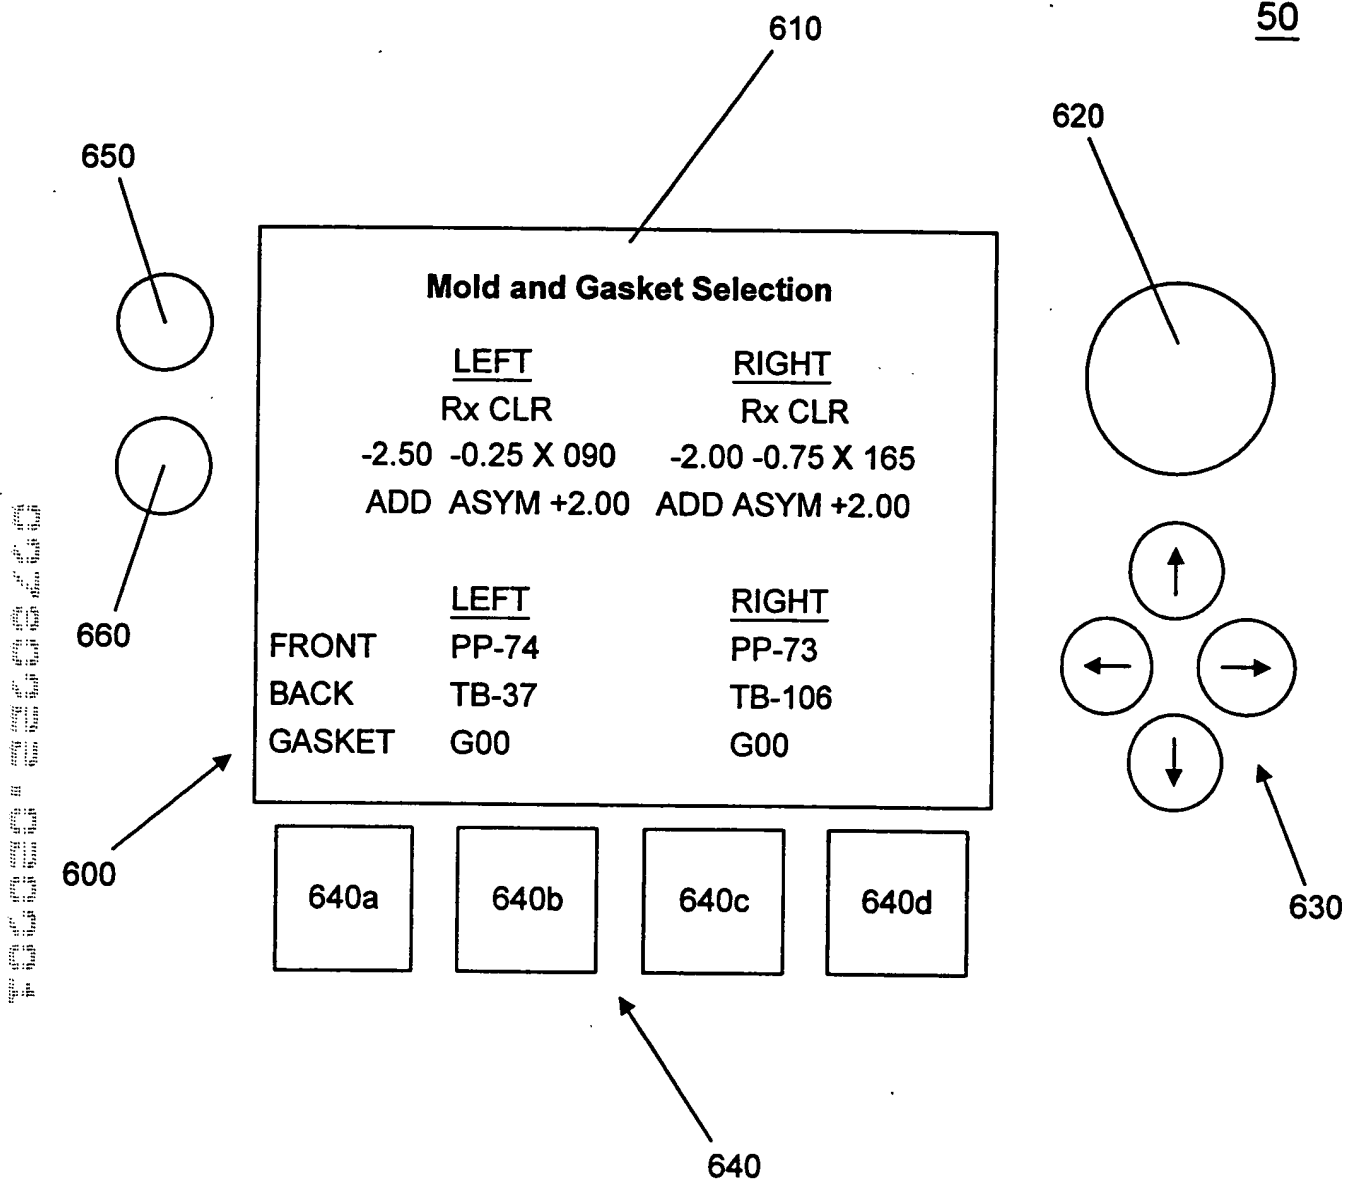 50
610
620
650
Mold and Gasket Selection
LEFT RIGHT
Rx CLR Rx CLR
-2.50 -0.25 X 090 -2.00 -0.75 X 165
ADD ASYM +2.00 ADD ASYM +2.00
660
LEFT RIGHT
FRONT PP-74 PP-73
BACK TB-37 TB-106
GASKET G00 G00
600
640a 640b 640c 640d
630
640